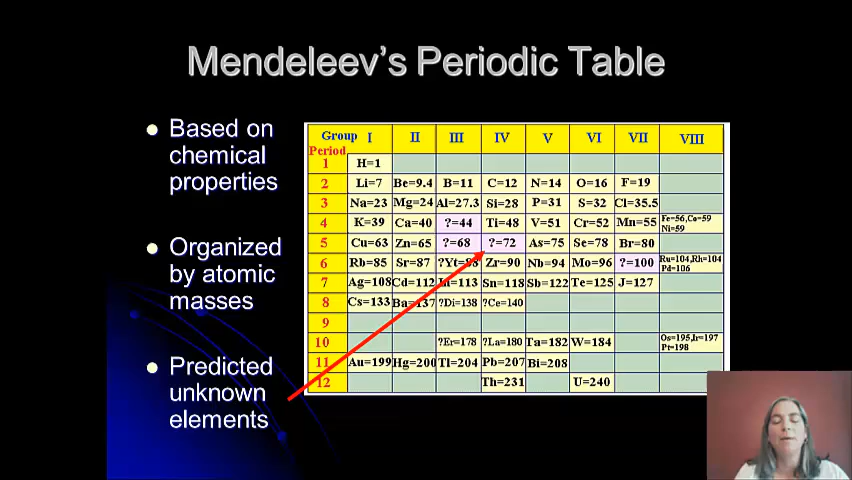 Mendeleev's Periodic Table
Based on
chemical
properties
Organized
by atomic
masses
Predicted
unknown
elements
Group I II III IV V VI VII VIII
Period
1 H=1
2 Li=7 Be=9.4 B=11 C=12 N=14 O=16 F=19
3 Na=23 Mg=24 Al=27.3 Si=28 P=31 S=32 Cl=35.5
4 K=39 Ca=40 ?=44 Ti=48 V=51 Cr=52 Mn=55 Fe=56,Co=59
Ni=59
5 Cu=63 Zn=65 ?=68 ?=72 As=75 Se=78 Br=80
6 Rb=85 Sr=87 ?Yt=88 Zr=90 Nb=94 Mo=96 ?=100 Ru=104,Rh=104
Pd=106
7 Ag=108 Cd=112 In=113 Sn=118 Sb=122 Te=125 J=127
8 Cs=133 Ba=137 ?Di=138 ?Ce=140
9
10 ?Er=178 ?La=180 Ta=182 W=184 Os=195,Ir=197
Pt=198
11 Au=199 Hg=200 Tl=204 Pb=207 Bi=208
12 Th=231 U=240